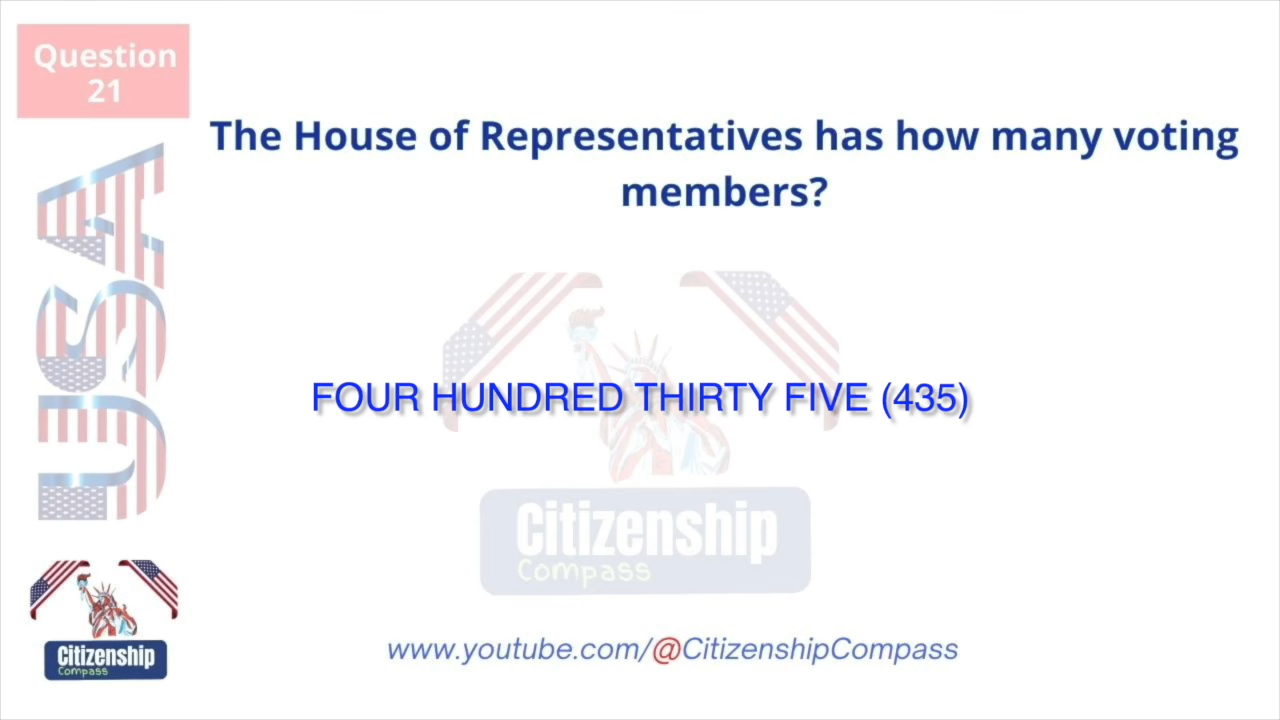 Question
21
The House of Representatives has how many voting
members?
USA
FOUR HUNDRED THIRTY FIVE (435)
Citizenship
Compass
www.youtube.com/@CitizenshipCompass
Citizenship
Compass